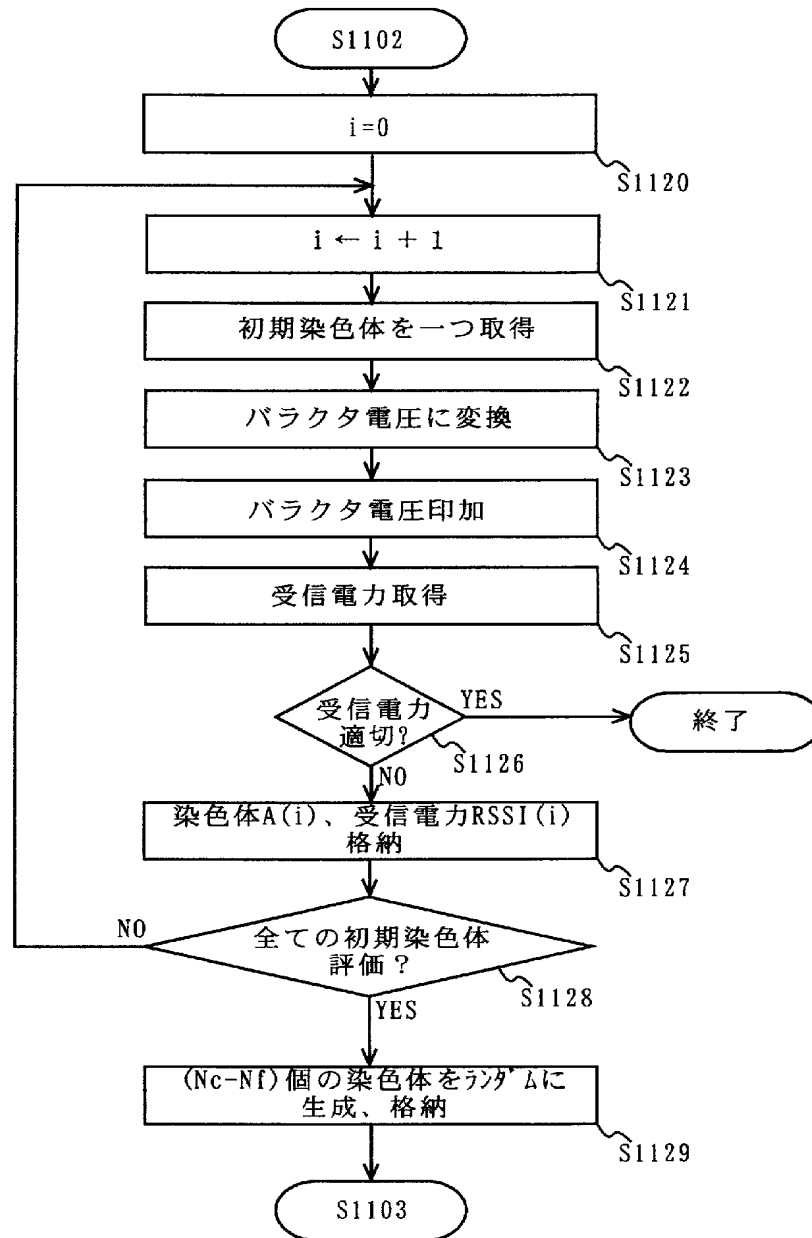 S1102
i=0
S1120
i ← i + 1
S1121
初期染色体を一つ取得
S1122
バラクタ電圧に変換
S1123
バラクタ電圧印加
S1124
受信電力取得
S1125
受信電力
適切?
YES
終了
S1126
NO
染色体A(i)、受信電力RSSI(i)
格納
S1127
NO
全ての初期染色体
評価？
S1128
YES
(Nc-Nf)個の染色体をﾗﾝﾀﾞﾑに
生成、格納
S1129
S1103